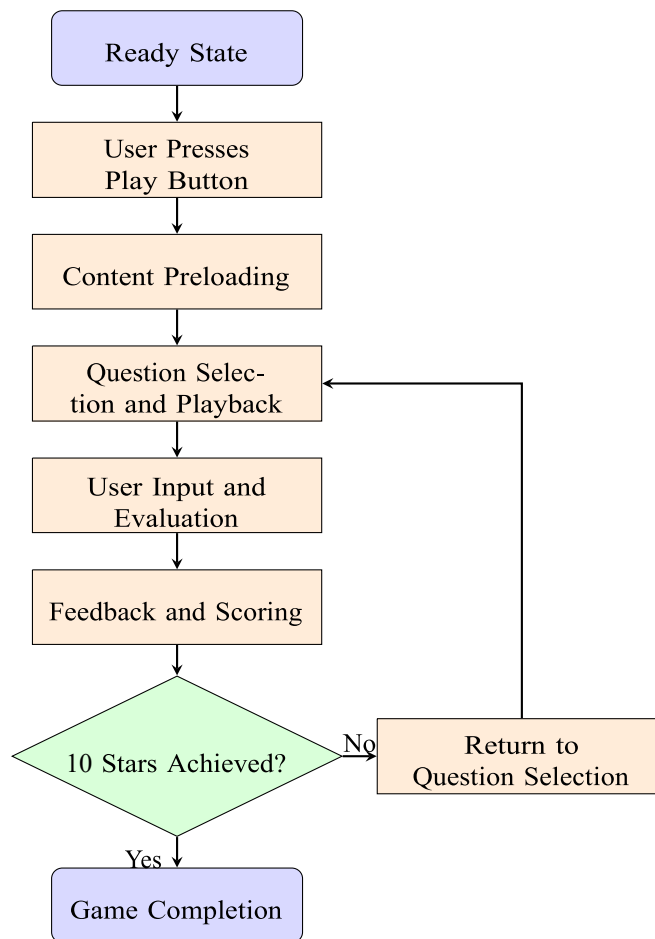 Ready State
User Presses
Play Button
Content Preloading
Question Selec-
tion and Playback
User Input and
Evaluation
Feedback and Scoring
10 Stars Achieved?
No
Return to
Question Selection
Yes
Game Completion